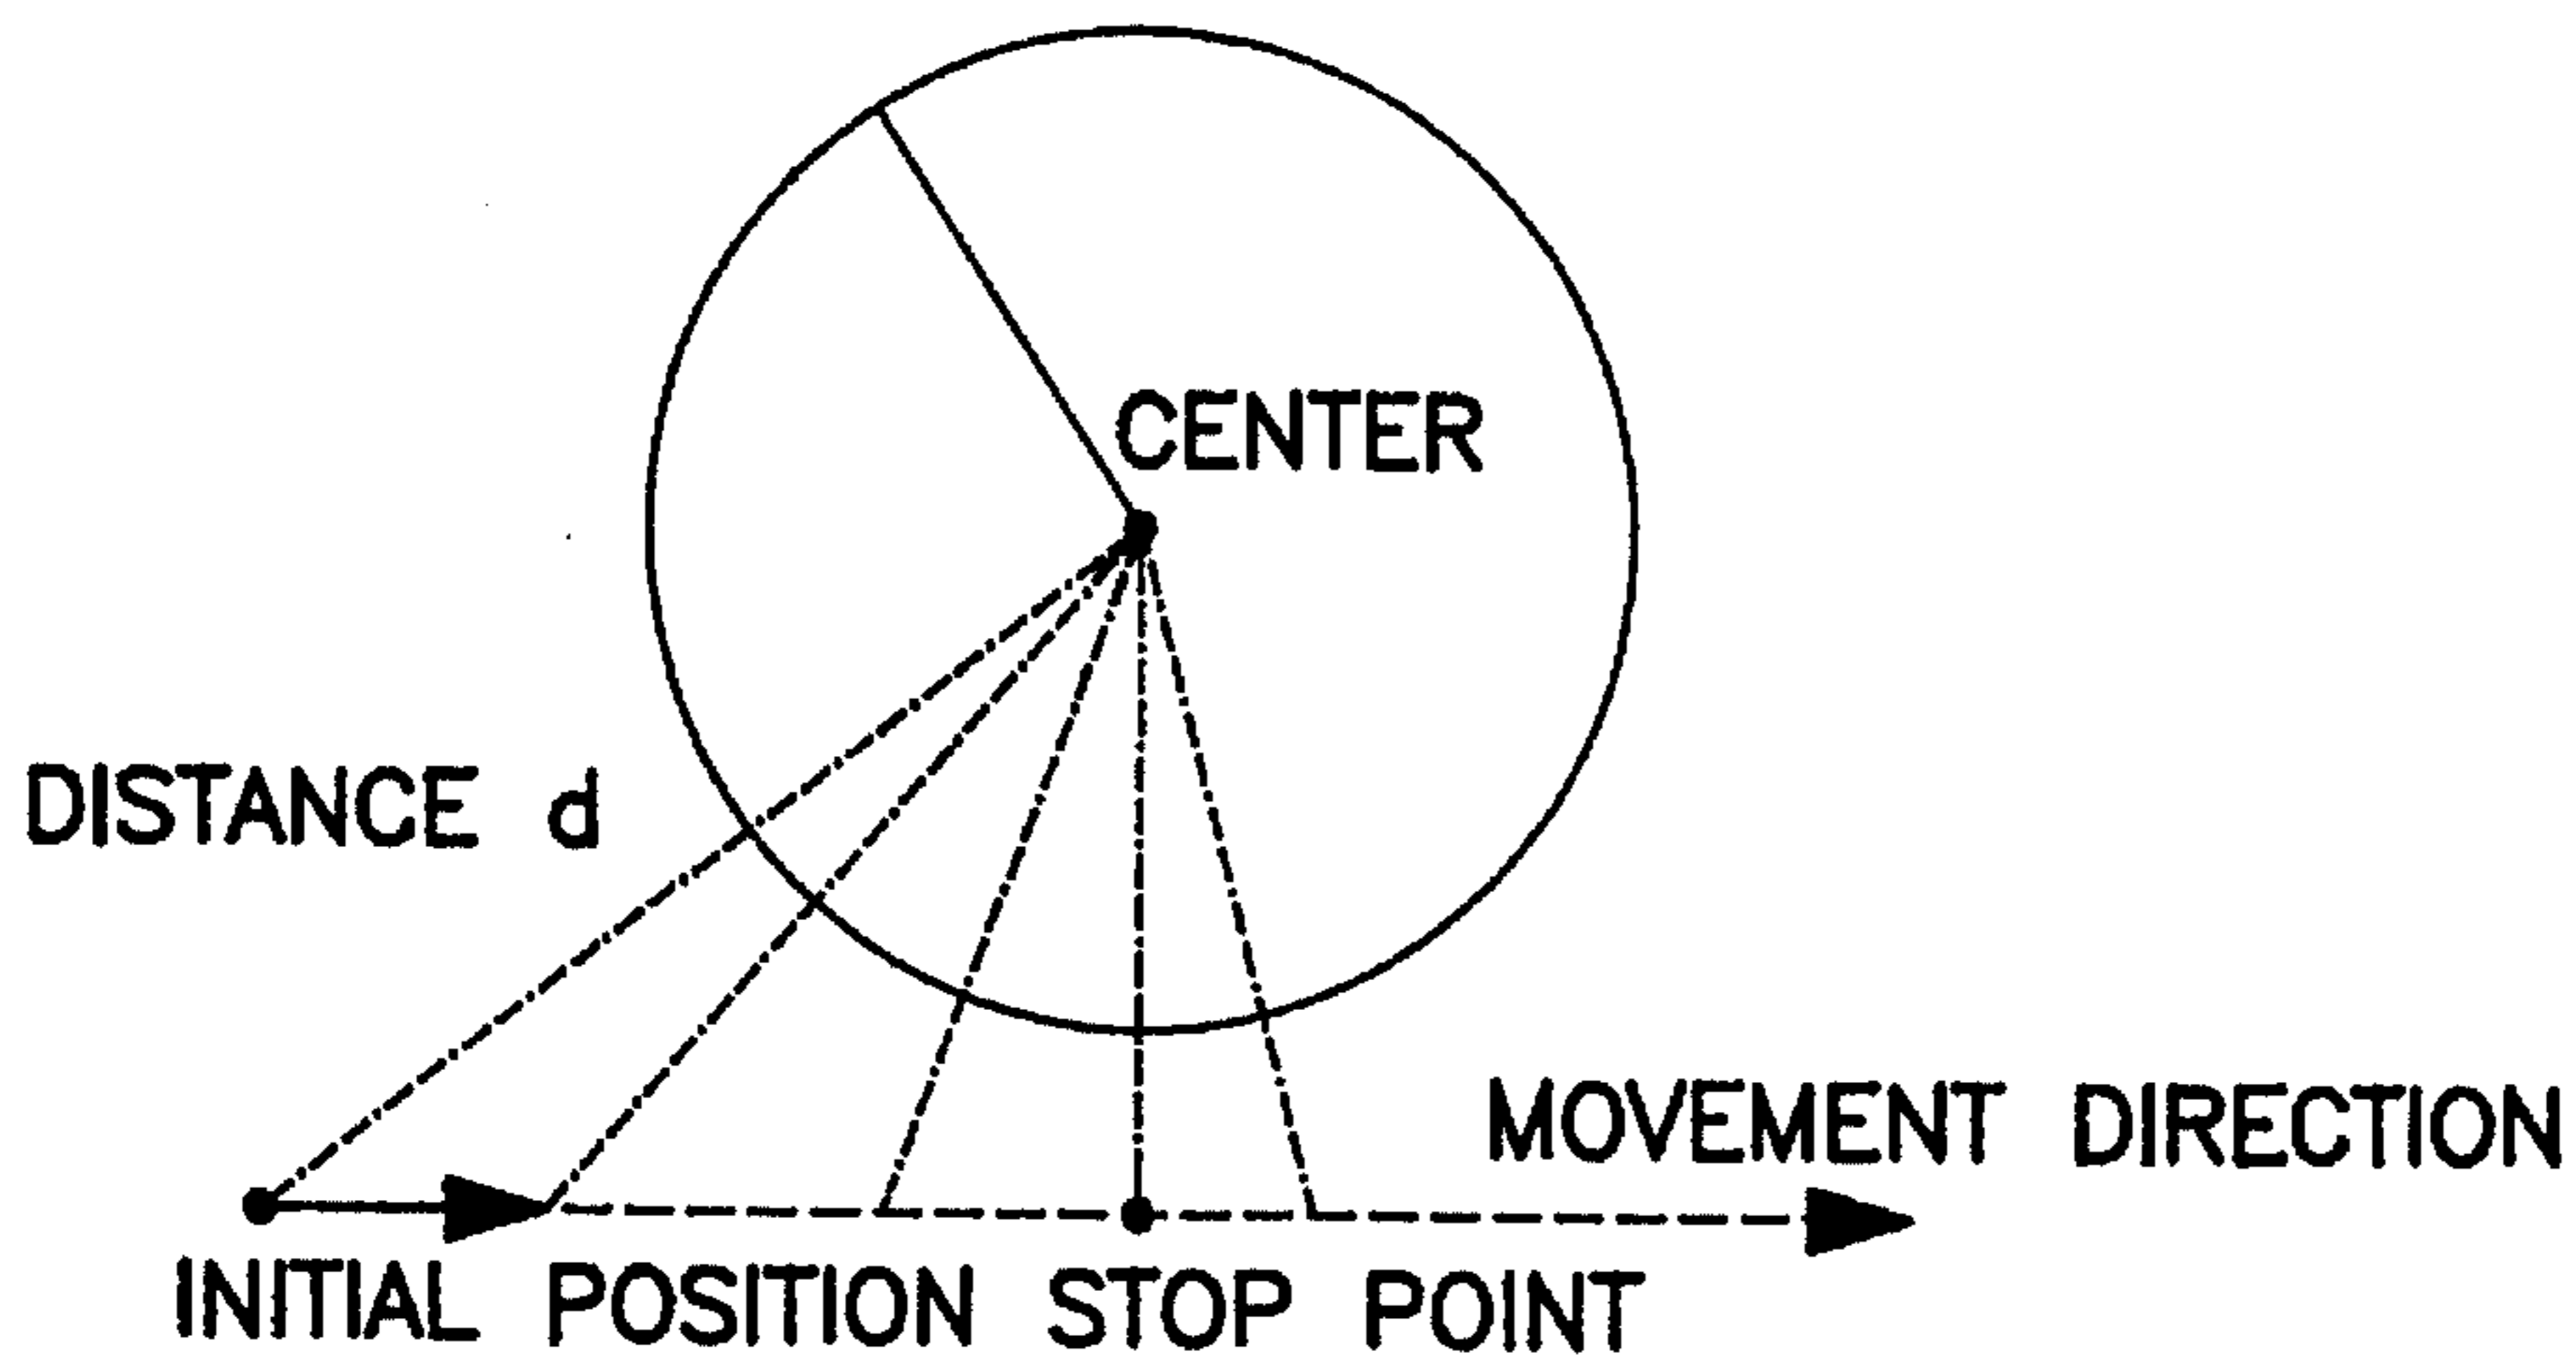 CENTER
DISTANCE d
MOVEMENT DIRECTION
INITIAL POSITION STOP POINT